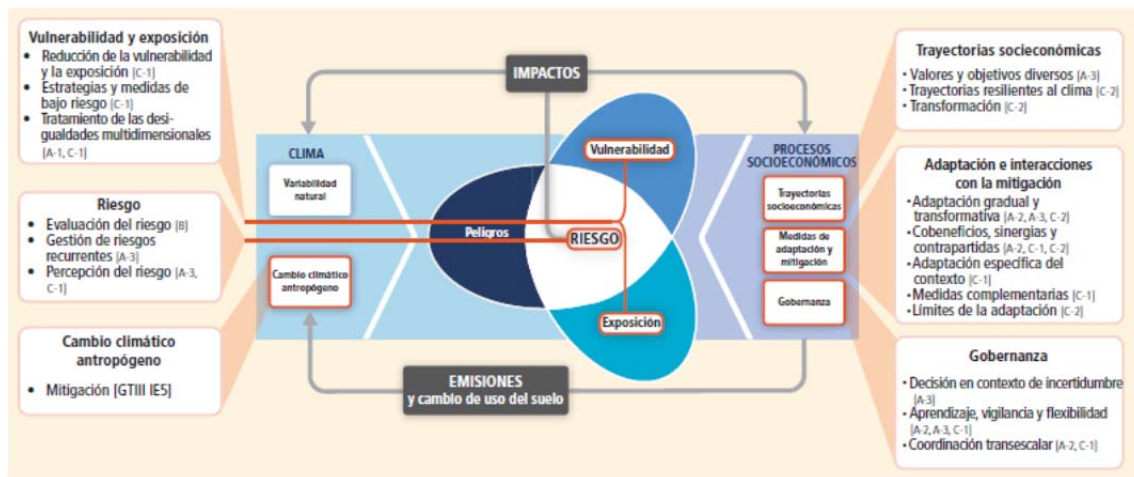 Vulnerabilidad y exposición
• Reducción de la vulnerabilidad
y la exposición [C-1]
• Estrategias y medidas de
bajo riesgo [C-1]
• Tratamiento de las desi-
gualdades multidimensionales
[A-1, C-1]
Riesgo
• Evaluación del riesgo [B]
• Gestión de riesgos
recurrentes [A-3]
• Percepción del riesgo [A-3,
C-1]
Cambio climático
antropógeno
• Mitigación [GTIII IE5]
IMPACTOS
CLIMA
Variabilidad
natural
Cambio climático
antropógeno
Peligros
Vulnerabilidad
RIESGO
Exposición
EMISIONES
y cambio de uso del suelo
PROCESOS
SOCIOECONÓMICOS
Trayectorias
socioeconómicas
Medidas de
adaptación y
mitigación
Gobernanza
Trayectorias socioeconómicas
• Valores y objetivos diversos [A-3]
• Trayectorias resilientes al clima [C-2]
• Transformación [C-2]
Adaptación e interacciones
con la mitigación
• Adaptación gradual y
transformativa [A-2, A-3, C-2]
• Cobeneficios, sinergias y
contrapartidas [A-2, C-1, C-2]
• Adaptación específica del
contexto [C-1]
• Medidas complementarias [C-1]
• Límites de la adaptación [C-2]
Gobernanza
• Decisión en contexto de incertidumbre
[A-3]
• Aprendizaje, vigilancia y flexibilidad
[A-2, A-3, C-1]
• Coordinación transescalar [A-2, C-1]